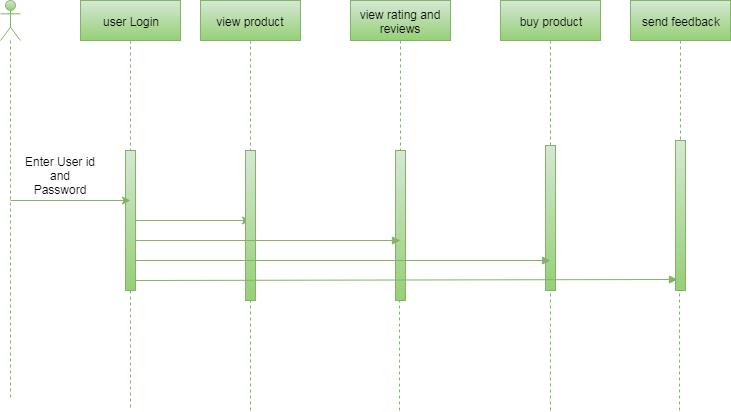 user Login
view product
view rating and
reviews
buy product
send feedback
Enter User id
and
Password